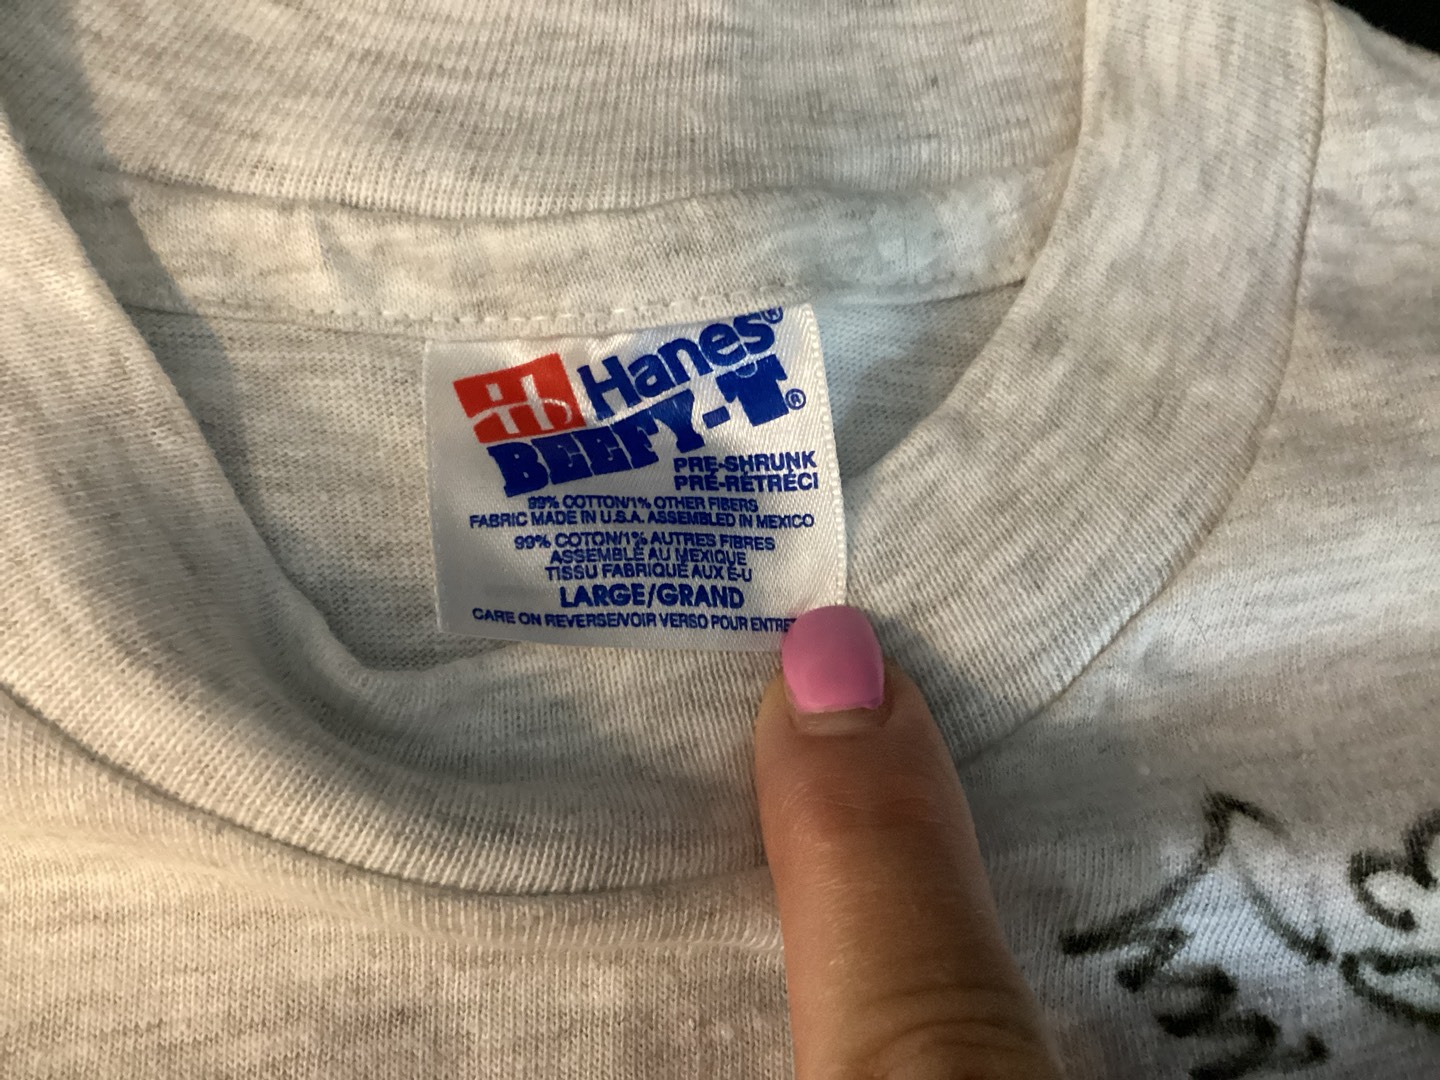 Hanes®
BEEFY-T®
PRE-SHRUNK
PRÉ-RÉTRÉCI
99% COTTON/1% OTHER FIBERS
FABRIC MADE IN U.S.A. ASSEMBLED IN MEXICO
99% COTON/1% AUTRES FIBRES
ASSEMBLÉ AU MEXIQUE
TISSU FABRIQUÉ AUX É-U
LARGE/GRAND
CARE ON REVERSE/VOIR VERSO POUR